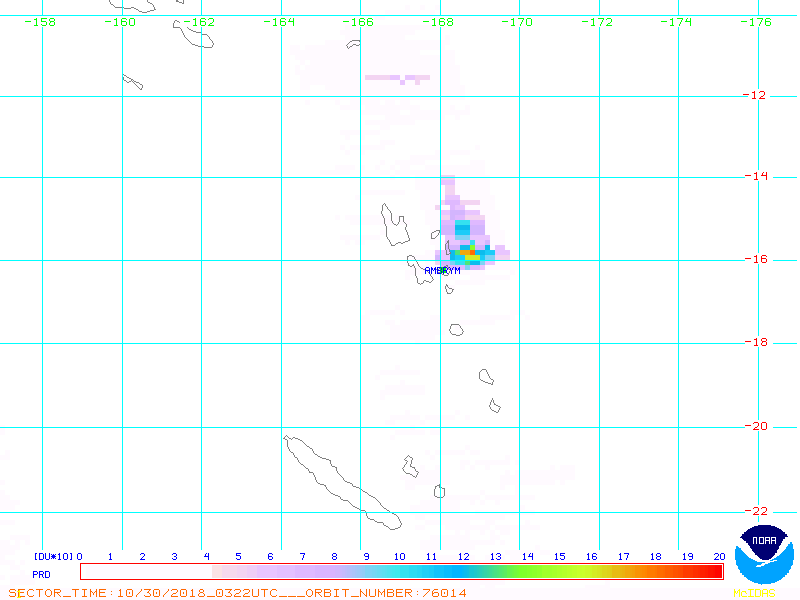 -158 -160 -162 -164 -166 -168 -170 -172 -174 -176
-12
-14
-16
AMBRYM
-18
-20
-22
NOAA
[DU*10] 0 1 2 3 4 5 6 7 8 9 10 11 12 13 14 15 16 17 18 19 20
PRD
SECTOR_TIME:10/30/2018_0322UTC___ORBIT_NUMBER:76014
McIDAS